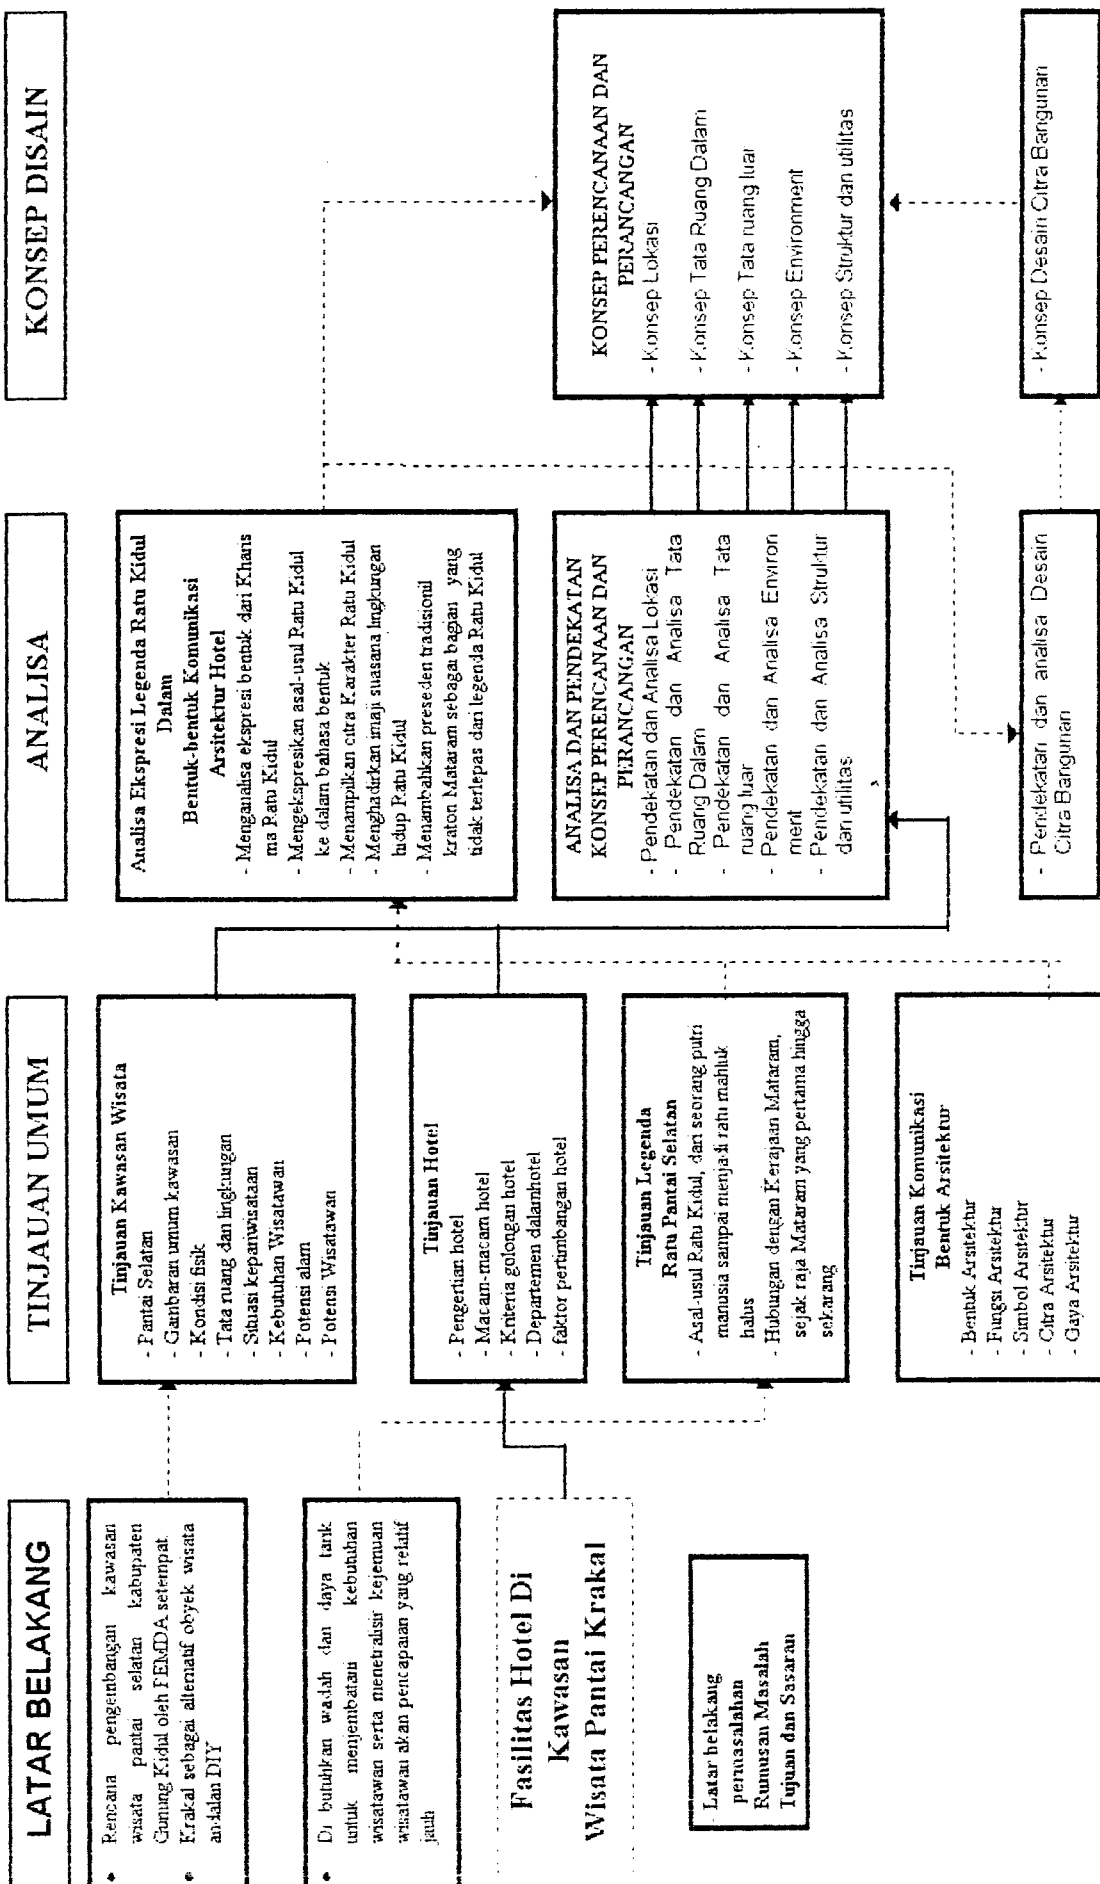 LATAR BELAKANG
Rencana pengembangan kawasan
wisata pantai selatan kabupaten
Gunung Kidul oleh PEMDA setempat.
Krakal sebagai alternatif obyek wisata
andalan DIY
Di butuhkan wadah dan daya tarik
untuk menjembatani kebutuhan
wisatawan serta menetralisir kejemuan
wisatawan akan pencapaian yang relatif
jauh
Fasilitas Hotel Di
Kawasan
Wisata Pantai Krakal
- Latar belakang
permasalahan
Rumusan Masalah
Tujuan dan Sasaran
TINJAUAN UMUM
Tinjauan Kawasan Wisata
- Pantai Selatan
- Gambaran umum kawasan
- Kondisi fisik
- Tata ruang dan lingkungan
- Situasi kepariwisataan
- Kebutuhan Wisatawan
- Potensi alam
- Potensi Wisatawan
Tinjauan Hotel
- Pengertian hotel
- Macam-macam hotel
- Kriteria golongan hotel
- Departemen dalamhotel
- faktor pertimbangan hotel
Tinjauan Legenda
Ratu Pantai Selatan
- Asal-usul Ratu Kidul, dari seorang putri
manusia sampai menjadi ratu mahluk
halus
- Hubungan dengan Kerajaan Mataram,
sejak raja Mataram yang pertama hingga
sekarang
Tinjauan Komunikasi
Bentuk Arsitektur
- Bentuk Arsitektur
- Fungsi Arsitektur
- Simbol Arsitektur
- Citra Arsitektur
- Gaya Arsitektur
ANALISA
Analisa Ekspresi Legenda Ratu Kidul
Dalam
Bentuk-bentuk Komunikasi
Arsitektur Hotel
- Menganalisa ekspresi bentuk dari Kharis
ma Ratu Kidul
- Mengekspresikan asal-usul Ratu Kidul
ke dalam bahasa bentuk
- Menampilkan citra Karakter Ratu Kidul
- Menghadirkan imaji suasana lingkungan
hidup Ratu Kidul
- Menambahkan preseden tradisionil
kraton Mataram sebagai bagian yang
tidak terlepas dari legenda Ratu Kidul
ANALISA DAN PENDEKATAN
KONSEP PERENCANAAN DAN
PERANCANGAN
- Pendekatan dan Analisa Lokasi
- Pendekatan dan Analisa Tata
Ruang Dalam
- Pendekatan dan Analisa Tata
ruang luar
- Pendekatan dan Analisa Environ
ment
- Pendekatan dan Analisa Struktur
dan utilitas
- Pendekatan dan analisa Desain
Citra Bangunan
KONSEP DISAIN
KONSEP PERENCANAAN DAN
PERANCANGAN
- Konsep Lokasi
- Konsep Tata Ruang Dalam
- Konsep Tata ruang luar
- Konsep Environment
- Konsep Struktur dan utilitas
- Konsep Desain Citra Bangunan